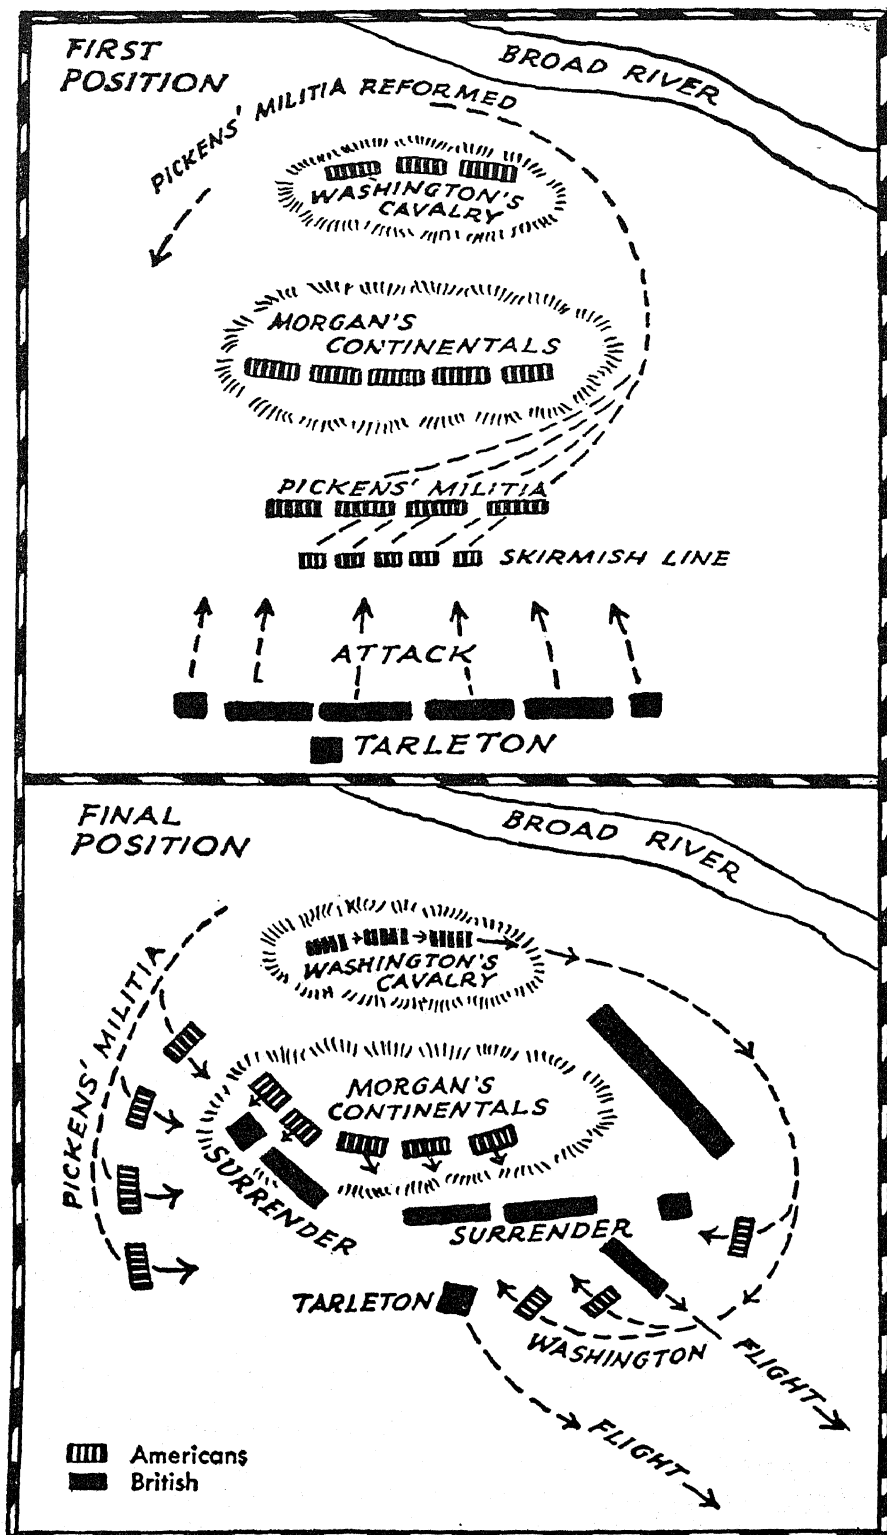 FIRST
POSITION
BROAD RIVER
PICKENS' MILITIA REFORMED
WASHINGTON'S
CAVALRY
MORGAN'S
CONTINENTALS
PICKENS' MILITIA
SKIRMISH LINE
ATTACK
TARLETON
FINAL
POSITION
BROAD RIVER
PICKENS' MILITIA
WASHINGTON'S
CAVALRY
MORGAN'S
CONTINENTALS
SURRENDER
SURRENDER
TARLETON
WASHINGTON
FLIGHT
FLIGHT
Americans
British